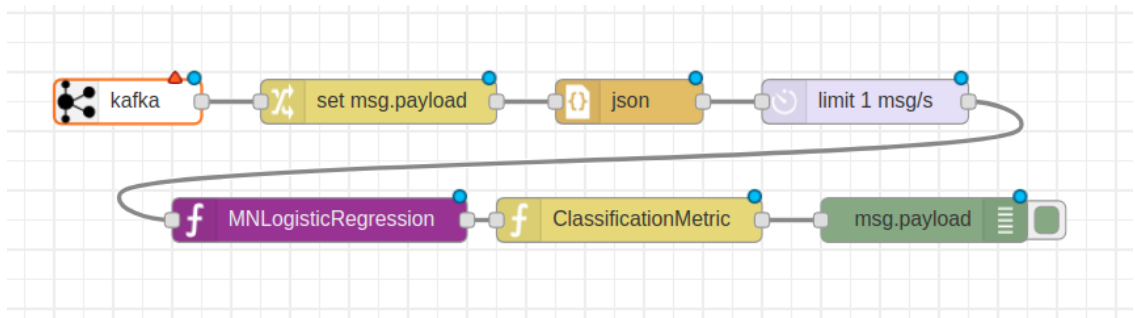 kafka
set msg.payload
json
limit 1 msg/s
MNLogisticRegression
ClassificationMetric
msg.payload